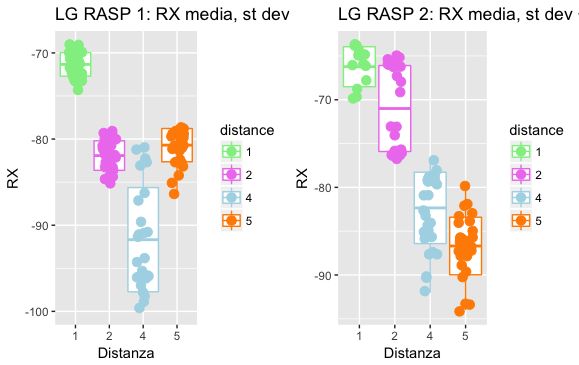 LG RASP 1: RX media, st dev
LG RASP 2: RX media, st dev
-70
-80
-90
-100
RX
1
2
4
5
Distanza
distance
1
2
4
5
-70
-80
-90
RX
1
2
4
5
Distanza
distance
1
2
4
5